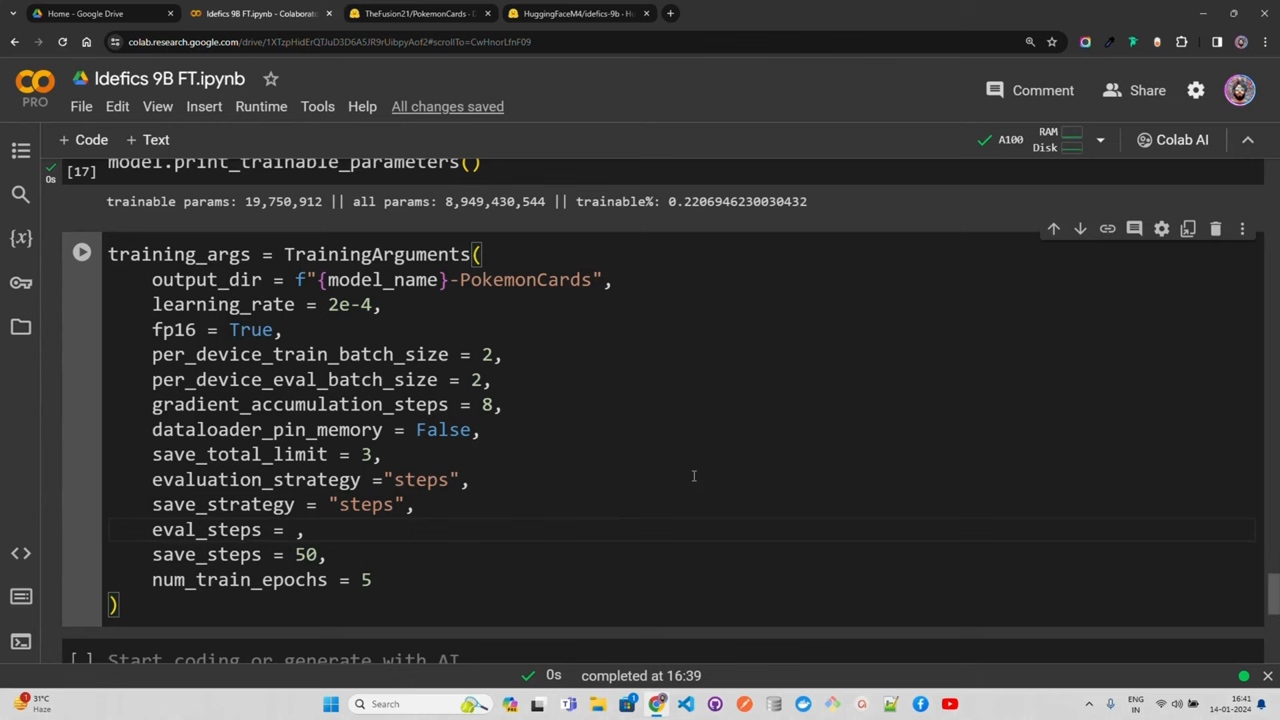 Home - Google Drive
Idefics 9B FT.ipynb - Colaborate
TheFusion21/PokemonCards - D
HuggingFaceM4/idefics-9b - Hu
colab.research.google.com/drive/1XTzpHidErQTJuD3D6A5JR9rUibpyAof2#scrollTo=CwHnorLfnF09
CO
PRO
Idefics 9B FT.ipynb
Comment
Share
File Edit View Insert Runtime Tools Help All changes saved
+ Code + Text
A100
RAM
Disk
Colab AI
[17]
0s
model.print_trainable_parameters()
trainable params: 19,750,912 || all params: 8,949,430,544 || trainable%: 0.2206946230030432
training_args = TrainingArguments(
output_dir = f"{model_name}-PokemonCards",
learning_rate = 2e-4,
fp16 = True,
per_device_train_batch_size = 2,
per_device_eval_batch_size = 2,
gradient_accumulation_steps = 8,
dataloader_pin_memory = False,
save_total_limit = 3,
evaluation_strategy ="steps",
save_strategy = "steps",
eval_steps = ,
save_steps = 50,
num_train_epochs = 5
)
[ ] Start coding or generate with AI
0s completed at 16:39
1
31°C
Haze
Search
ENG
IN
16:41
14-01-2024